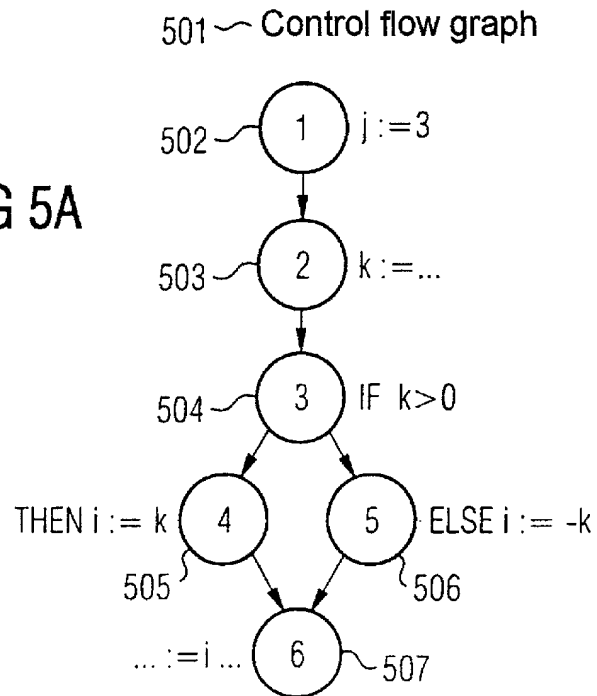 501 Control flow graph
502 1 j :=3
G 5A
503 2 k :=...
504 3 IF k>0
THEN i := k 4 5 ELSE i := -k
505 506
... :=i ... 6 507